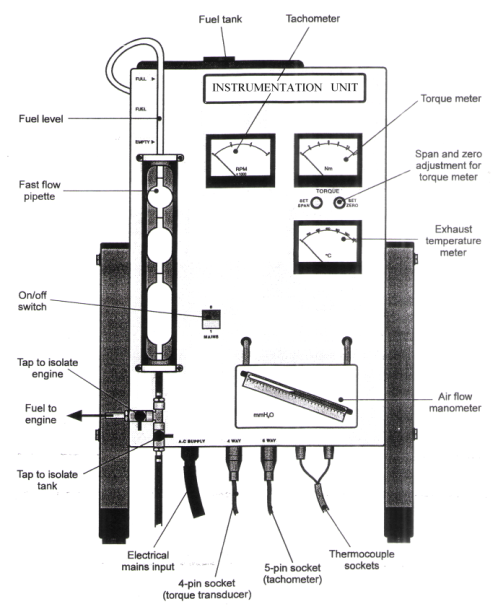 Fuel tank
Tachometer
FULL
INSTRUMENTATION UNIT
Torque meter
FUEL
Fuel level
EMPTY
RPM
x1000
Nm
Span and zero
adjustment for
torque meter
TORQUE
SET
SPAN
SET
ZERO
Fast flow
pipette
Exhaust
temperature
meter
°C
On/off
switch
0
1
MAINS
Tap to isolate
engine
Fuel to
engine
mmH₂O
Air flow
manometer
A.C SUPPLY
4 WAY
5 WAY
Tap to isolate
tank
Electrical
mains input
4-pin socket
(torque transducer)
5-pin socket
(tachometer)
Thermocouple
sockets